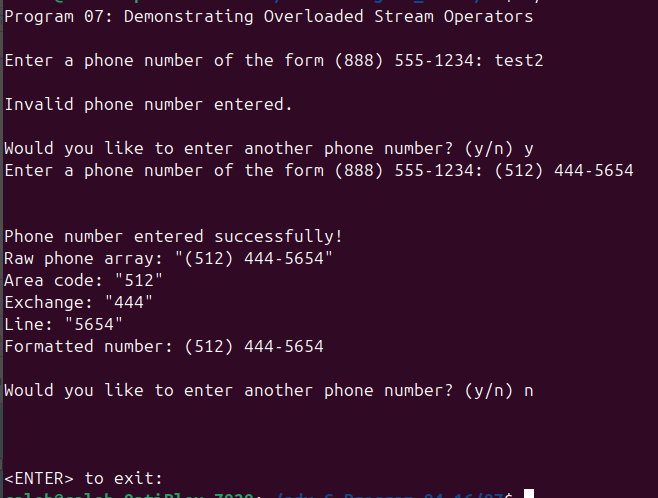 Program 07: Demonstrating Overloaded Stream Operators
Enter a phone number of the form (888) 555-1234: test2
Invalid phone number entered.
Would you like to enter another phone number? (y/n) y
Enter a phone number of the form (888) 555-1234: (512) 444-5654
Phone number entered successfully!
Raw phone array: "(512) 444-5654"
Area code: "512"
Exchange: "444"
Line: "5654"
Formatted number: (512) 444-5654
Would you like to enter another phone number? (y/n) n
<ENTER> to exit: